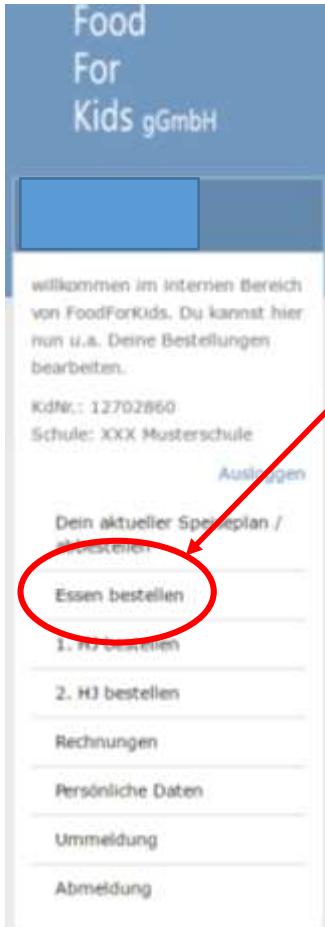 Food
For
Kids gGmbH
willkommen im internen Bereich
von FoodForKids. Du kannst hier
nun u.a. Deine Bestellungen
bearbeiten.
KdNr.: 12702860
Schule: XXX Musterschule
Ausloggen
Dein aktueller Speiseplan /
abbestellen
Essen bestellen
1. HJ bestellen
2. HJ bestellen
Rechnungen
Persönliche Daten
Ummeldung
Abmeldung